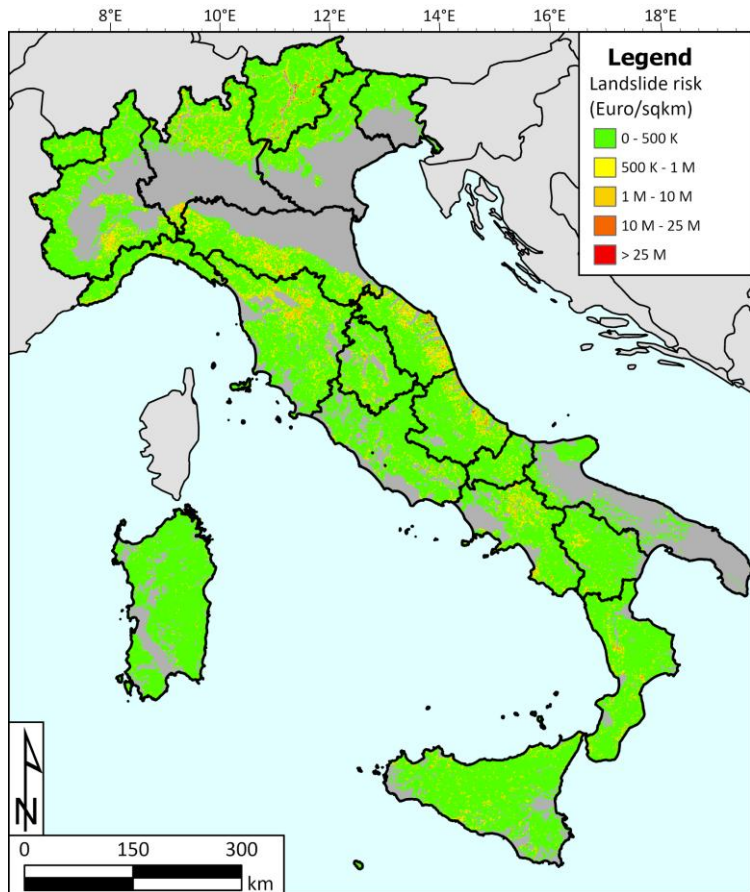 8° 10° 12° 14° 16° 18°
Legend
Landslide risk
(Euro/sqkm)
0 - 500 K
500 K - 1 M
1 M - 10 M
10 M - 25 M
> 25 M
N
0 150 300
km